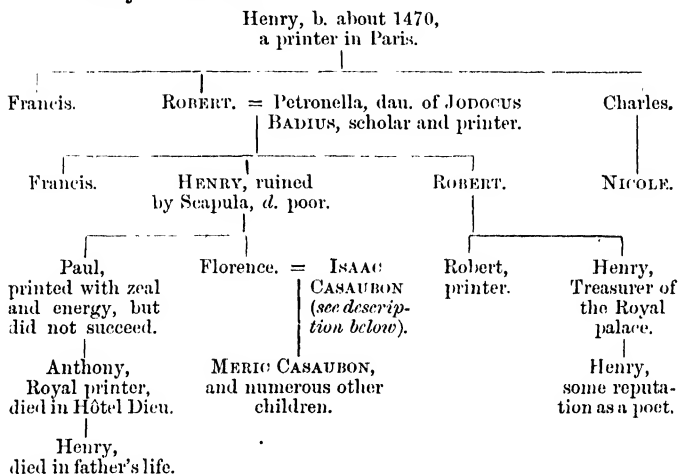 Henry, b. about 1470,
a printer in Paris.
Francis. ROBERT. = Petronella, dau. of JODOCUS Charles.
BADIUS, scholar and printer.
Francis. HENRY, ruined ROBERT. NICOLE.
by Scapula, d. poor.
Paul, Florence. = ISAAC Robert, Henry,
printed with zeal CASAUBON printer. Treasurer of
and energy, but (see descrip- the Royal
did not succeed. tion below). palace.
Anthony, MERIC CASAUBON, Henry,
Royal printer, and numerous other some reputa-
died in Hôtel Dieu. children. tion as a poet.
Henry,
died in father's life.